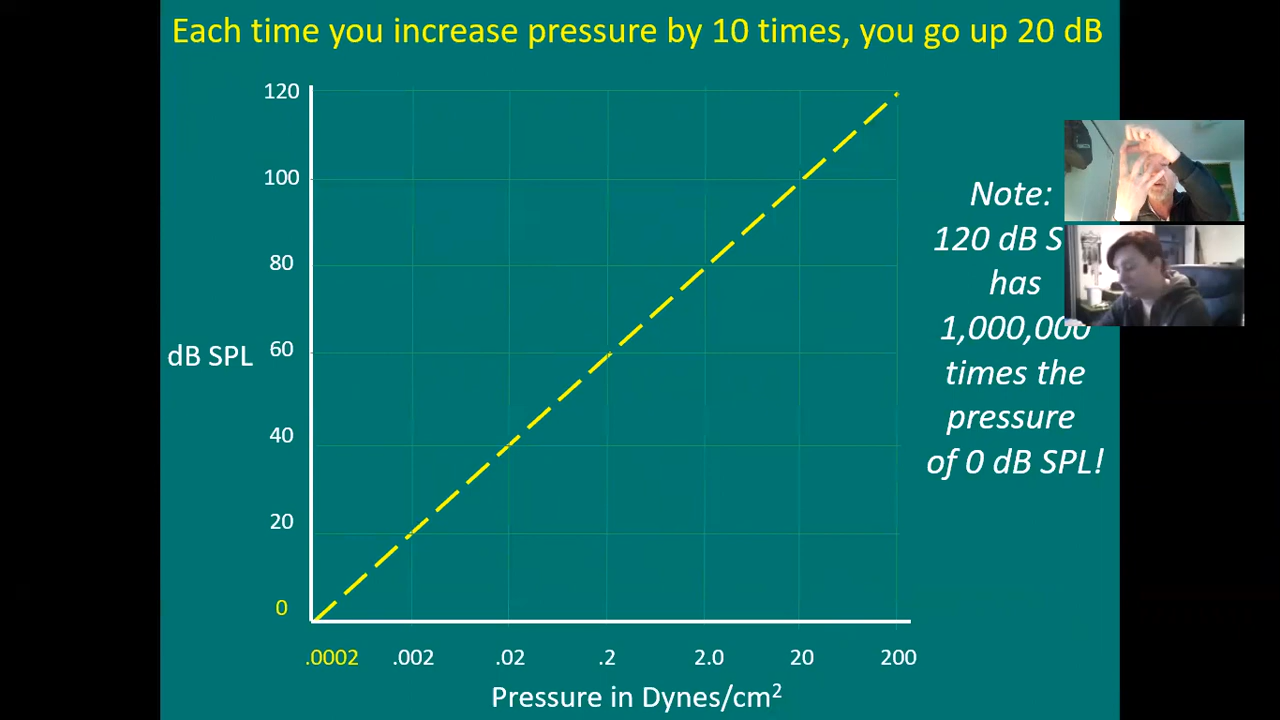 Each time you increase pressure by 10 times, you go up 20 dB
120
100
80
60
40
20
0
dB SPL
.0002 .002 .02 .2 2.0 20 200
Pressure in Dynes/cm²
Note:
120 dB S
has
1,000,000
times the
pressure
of 0 dB SPL!